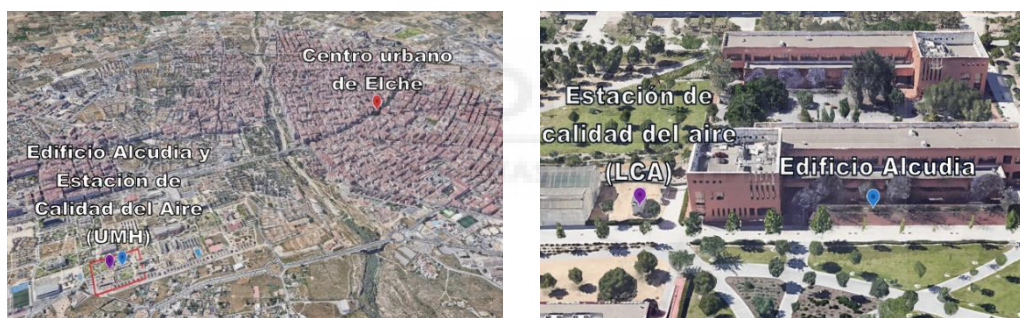 Centro urbano
de Elche
Edificio Alcudia y
Estación de
Calidad del Aire
(UMH)
Estación de
calidad del aire
(LCA)
Edificio Alcudia